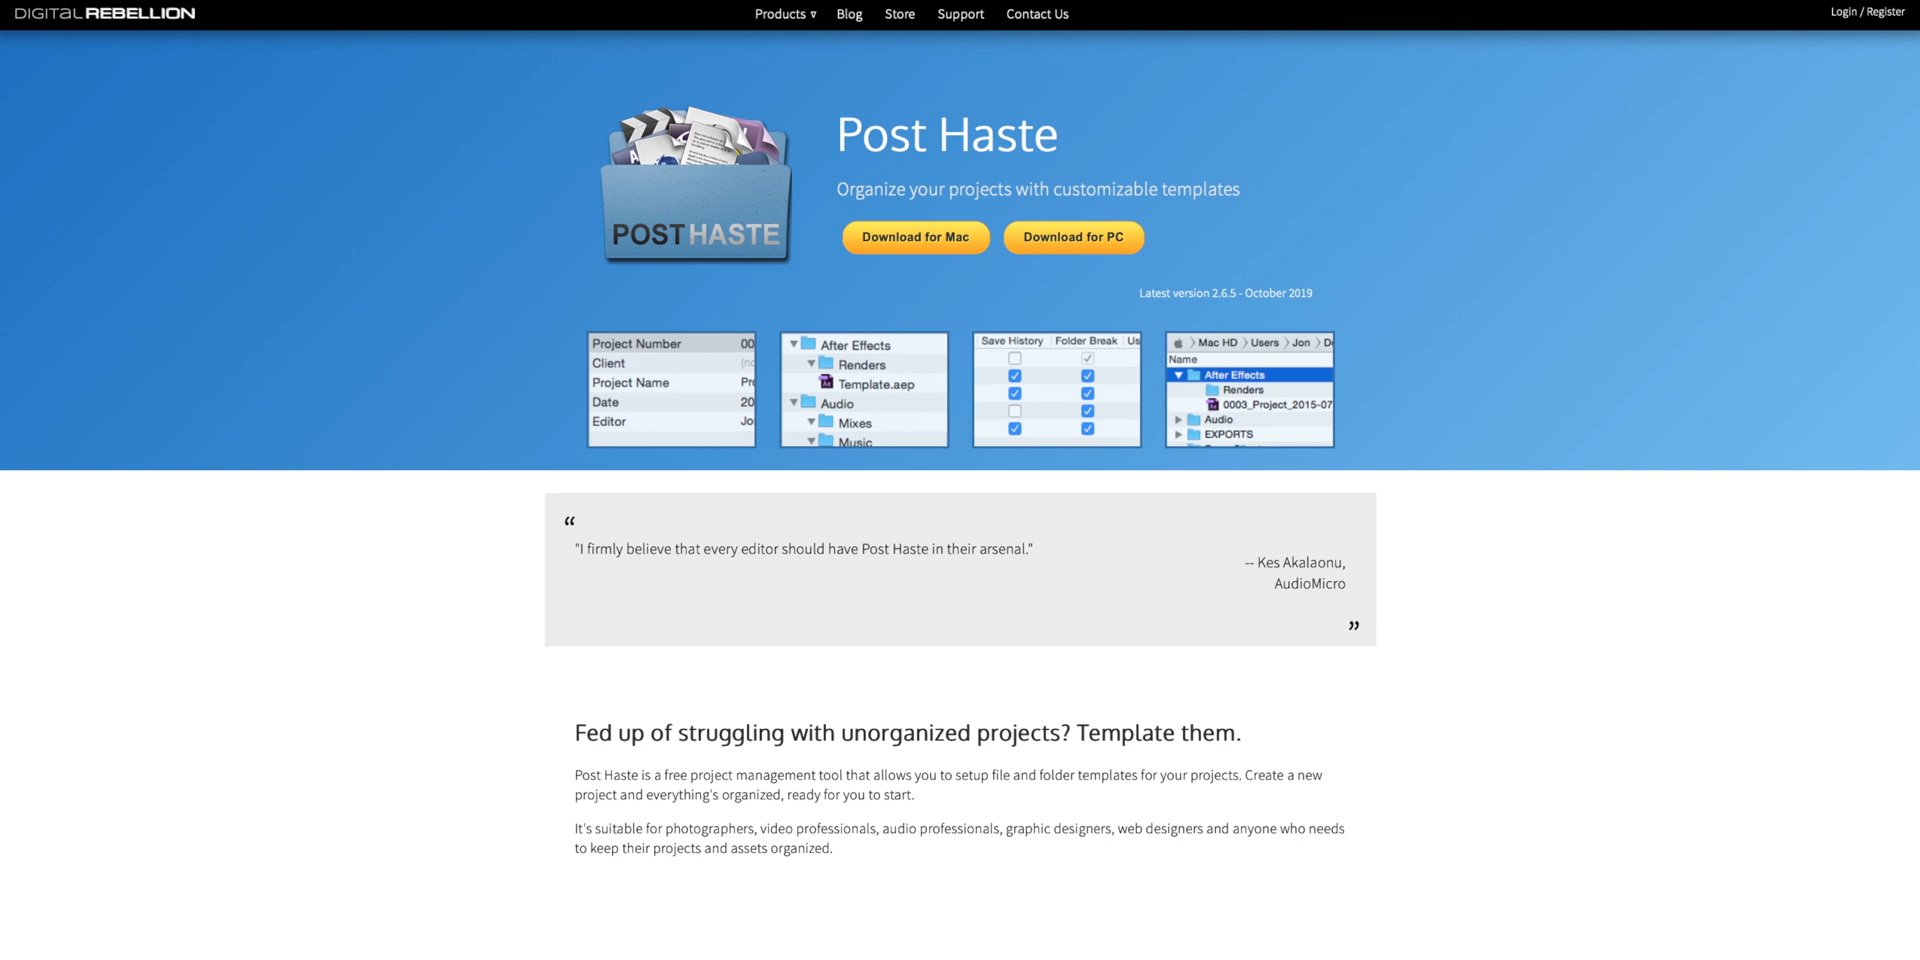 DIGITAL REBELLION
Products ▿ Blog Store Support Contact Us
Login / Register
POSTHASTE
Post Haste
Organize your projects with customizable templates
Download for Mac Download for PC
Latest version 2.6.5 - October 2019
Project Number 00
Client
Project Name Pro
Date 20
Editor Jo
After Effects
Renders
Template.aep
Audio
Mixes
Music
Save History Folder Break Us
Mac HD Users Jon
Name
After Effects
Renders
0003_Project_2015-07
Audio
EXPORTS
“
"I firmly believe that every editor should have Post Haste in their arsenal."
-- Kes Akalaonu,
AudioMicro
”
Fed up of struggling with unorganized projects? Template them.
Post Haste is a free project management tool that allows you to setup file and folder templates for your projects. Create a new
project and everything's organized, ready for you to start.
It's suitable for photographers, video professionals, audio professionals, graphic designers, web designers and anyone who needs
to keep their projects and assets organized.